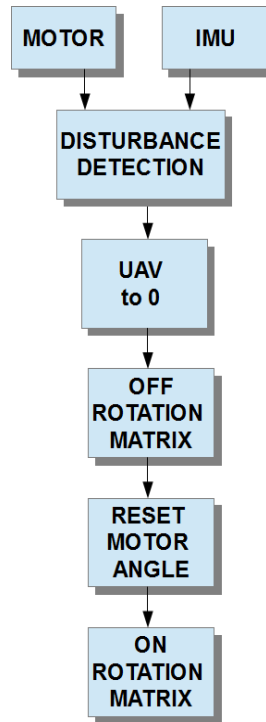 MOTOR
IMU
DISTURBANCE
DETECTION
UAV
to 0
OFF
ROTATION
MATRIX
RESET
MOTOR
ANGLE
ON
ROTATION
MATRIX